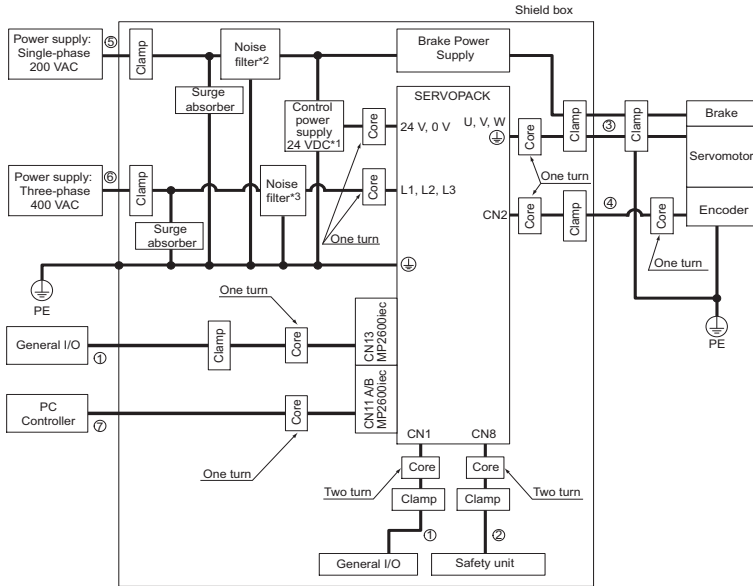 Shield box
Power supply:
Single-phase
200 VAC
⑤
Clamp
Surge
absorber
Noise
filter*2
Brake Power
Supply
Control
power
supply
24 VDC*1
Core
SERVOPACK
24 V, 0 V
U, V, W
Core
One turn
Clamp
③
Clamp
Brake
Servomotor
Encoder
Power supply:
Three-phase
400 VAC
⑥
Clamp
Surge
absorber
Noise
filter*3
Core
L1, L2, L3
One turn
CN2
Core
Clamp
④
Core
One turn
PE
PE
General I/O
①
Clamp
One turn
Core
CN13
MP2600iec
PC
Controller
⑦
Core
One turn
CN11 A/B
MP2600iec
CN1
CN8
Two turn
Core
Core
Two turn
Clamp
Clamp
①
②
General I/O
Safety unit